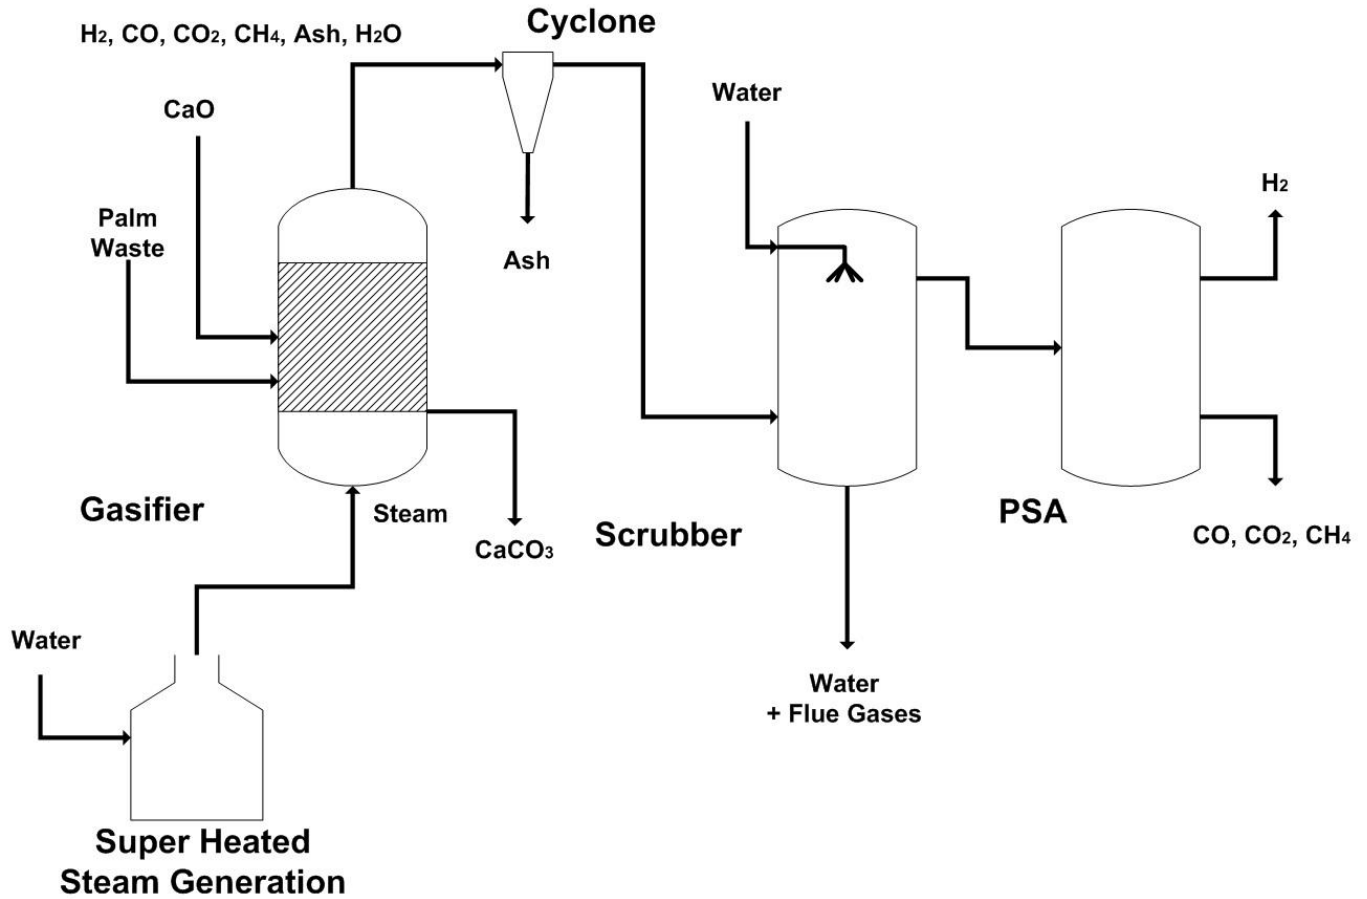 Cyclone
H₂, CO, CO₂, CH₄, Ash, H₂O
Water
CaO
H₂
Palm
Waste
Ash
Gasifier
Steam
PSA
Scrubber
CO, CO₂, CH₄
CaCO₃
Water
Water
+ Flue Gases
Super Heated
Steam Generation